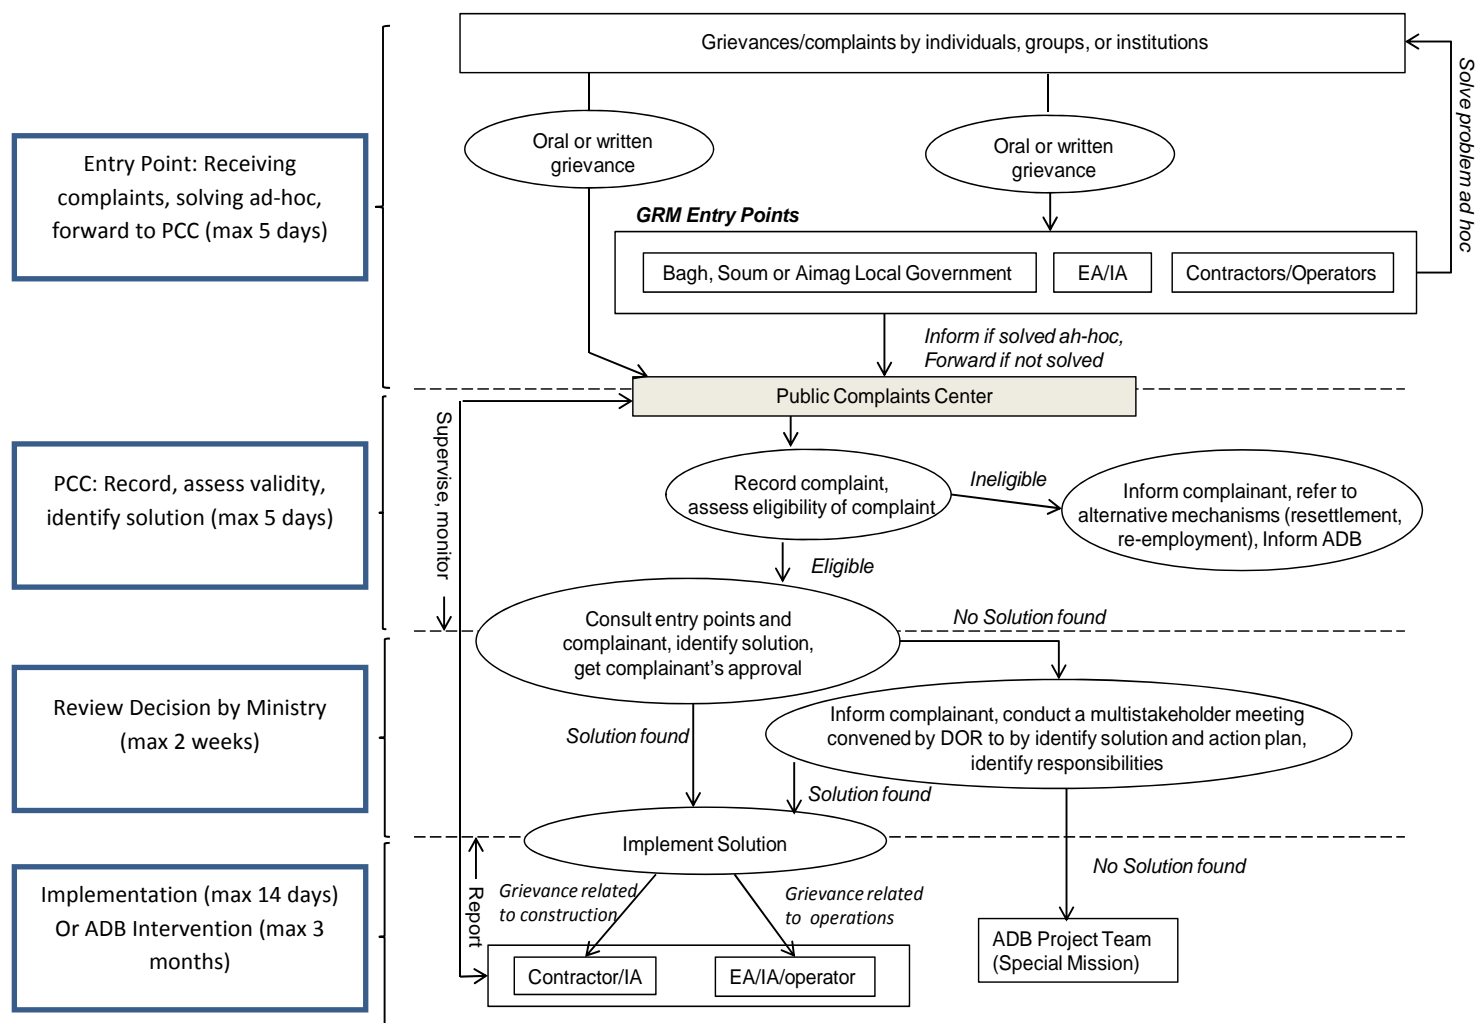 Grievances/complaints by individuals, groups, or institutions
Solve problem ad hoc
Oral or written
grievance
Oral or written
grievance
Entry Point: Receiving
complaints, solving ad-hoc,
forward to PCC (max 5 days)
GRM Entry Points
Bagh, Soum or Aimag Local Government
EA/IA
Contractors/Operators
Inform if solved ah-hoc,
Forward if not solved
Public Complaints Center
Supervise, monitor
PCC: Record, assess validity,
identify solution (max 5 days)
Record complaint,
assess eligibility of complaint
Ineligible
Inform complainant, refer to
alternative mechanisms (resettlement,
re-employment), Inform ADB
Eligible
Consult entry points and
complainant, identify solution,
get complainant's approval
No Solution found
Review Decision by Ministry
(max 2 weeks)
Solution found
Inform complainant, conduct a multistakeholder meeting
convened by DOR to by identify solution and action plan,
identify responsibilities
Solution found
Implement Solution
No Solution found
Implementation (max 14 days)
Or ADB Intervention (max 3
months)
Report
Grievance related
to construction
Grievance related
to operations
Contractor/IA
EA/IA/operator
ADB Project Team
(Special Mission)